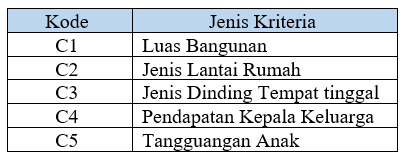 Kode Jenis Kriteria
C1 Luas Bangunan
C2 Jenis Lantai Rumah
C3 Jenis Dinding Tempat tinggal
C4 Pendapatan Kepala Keluarga
C5 Tangguangan Anak